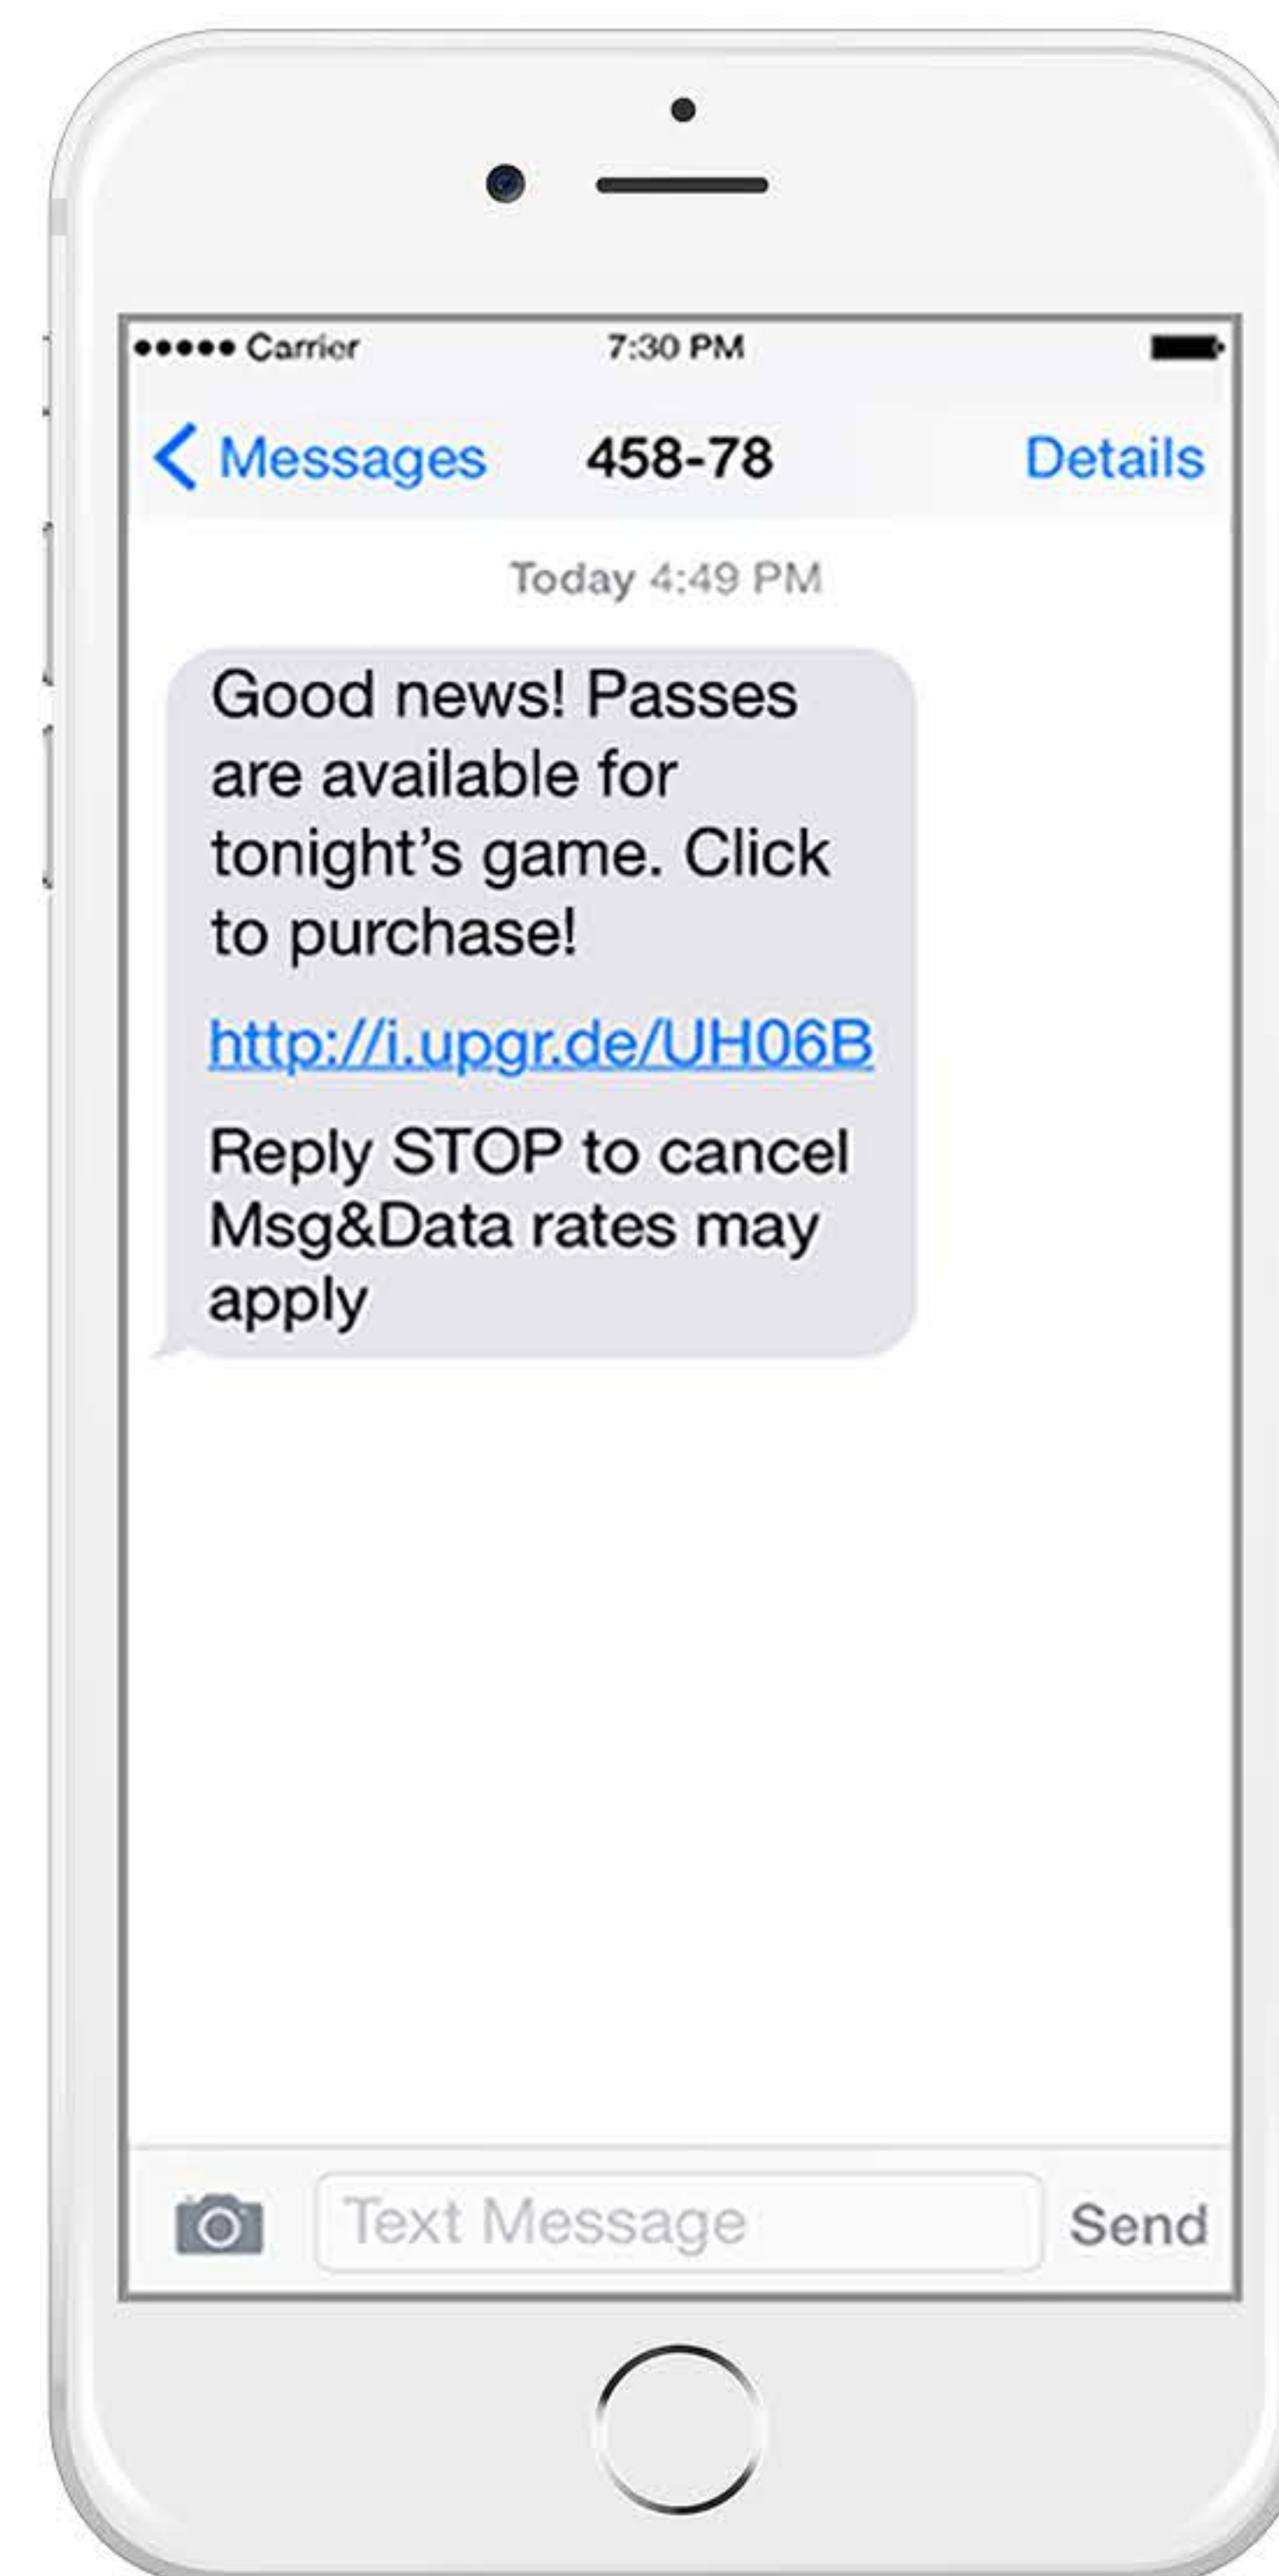 Carrier 7:30 PM
Messages 458-78 Details
Today 4:49 PM
Good news! Passes
are available for
tonight's game. Click
to purchase!
http://i.upgr.de/UH06B
Reply STOP to cancel
Msg&Data rates may
apply
Text Message Send